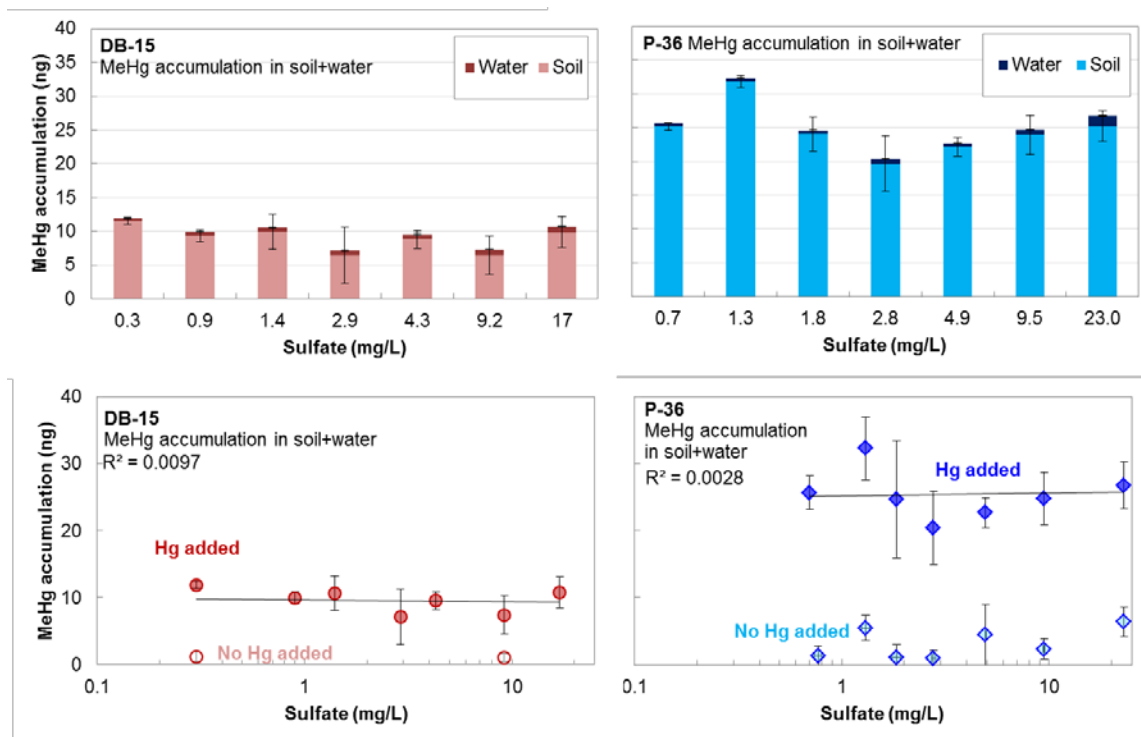 40
35
30
25
20
15
10
5
0
MeHg accumulation (ng)
DB-15
MeHg accumulation in soil+water
Water Soil
0.3 0.9 1.4 2.9 4.3 9.2 17
Sulfate (mg/L)
P-36 MeHg accumulation in soil+water
Water Soil
0.7 1.3 1.8 2.8 4.9 9.5 23.0
Sulfate (mg/L)
40
30
20
10
0
MeHg accumulation (ng)
DB-15
MeHg accumulation in soil+water
R² = 0.0097
Hg added
No Hg added
0.1 1 10
Sulfate (mg/L)
P-36
MeHg accumulation
in soil+water
R² = 0.0028
Hg added
No Hg added
0.1 1 10
Sulfate (mg/L)